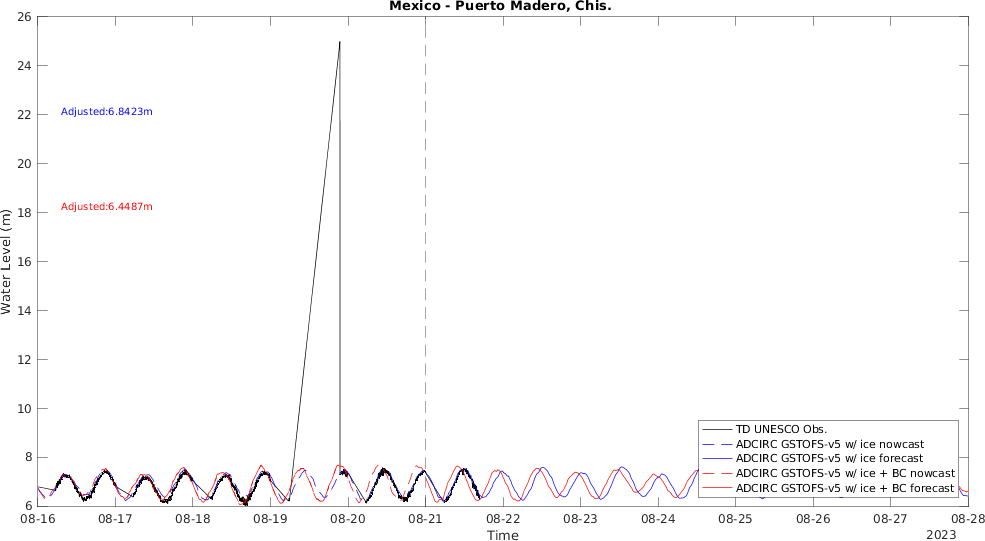 Mexico - Puerto Madero, Chis.
26
24
22
20
18
16
14
12
10
8
6
Water Level (m)
Adjusted:6.8423m
Adjusted:6.4487m
TD UNESCO Obs.
ADCIRC GSTOFS-v5 w/ ice nowcast
ADCIRC GSTOFS-v5 w/ ice forecast
ADCIRC GSTOFS-v5 w/ ice + BC nowcast
ADCIRC GSTOFS-v5 w/ ice + BC forecast
08-16 08-17 08-18 08-19 08-20 08-21 08-22 08-23 08-24 08-25 08-26 08-27 08-28
Time
2023